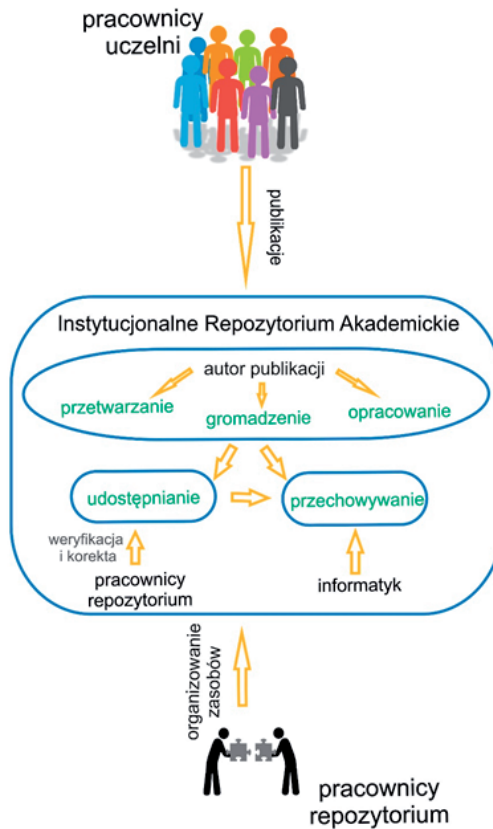 pracownicy
uczelni
publikacje
Instytucjonalne Repozytorium Akademickie
autor publikacji
przetwarzanie
gromadzenie
opracowanie
udostępnianie
przechowywanie
weryfikacja
i korekta
pracownicy
repozytorium
informatyk
organizowanie
zasobów
pracownicy
repozytorium